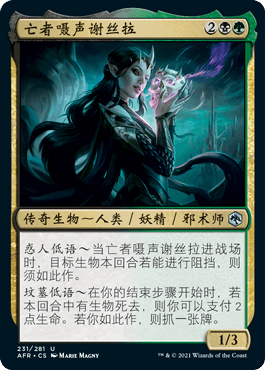 亡者嗫声谢丝拉 2
传奇生物～人类／妖精／邪术师
惑人低语～当亡者嗫声谢丝拉进战场
时，目标生物本回合若能进行阻挡，则
须如此作。
坟墓低语～在你的结束步骤开始时，若
本回合中有生物死去，则你可以支付2
点生命。若你如此作，则抓一张牌。
1/3
231/281 U
AFR • CS MARIE MAGNY
™ & © 2021 Wizards of the Coast